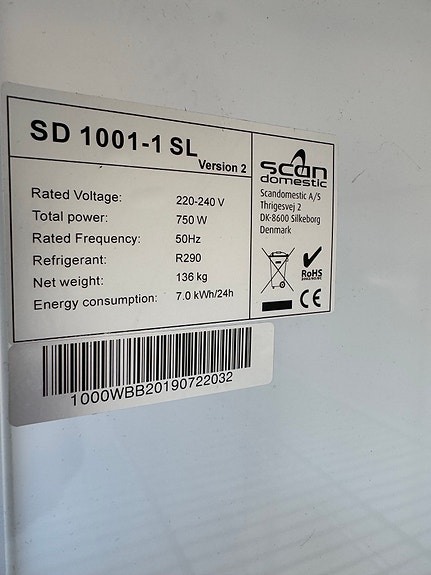 SD 1001-1 SL
Version 2
Rated Voltage: 220-240 V
Total power: 750 W
Rated Frequency: 50Hz
Refrigerant: R290
Net weight: 136 kg
Energy consumption: 7.0 kWh/24h
scan
domestic
Scandomestic A/S
Thrigesvej 2
DK-8600 Silkeborg
Denmark
RoHS
CE
1000WBB20190722032